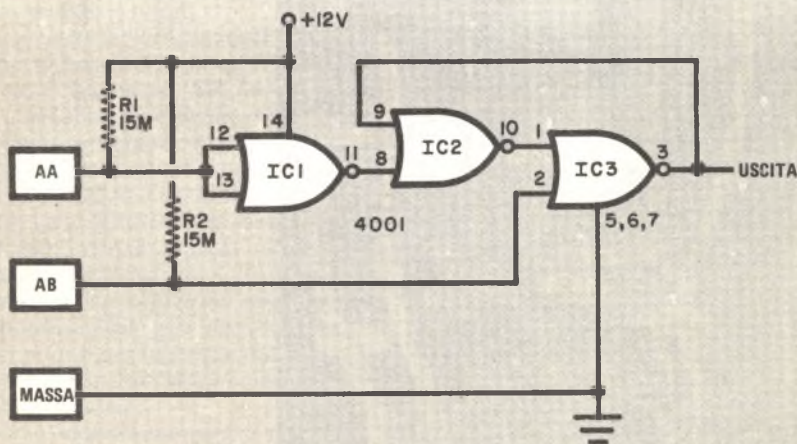 +12V
R1
15M
14
12
13
11
IC1
9
8
10
IC2
1
2
3
IC3
USCITA
AA
R2
15M
4001
5,6,7
AB
MASSA